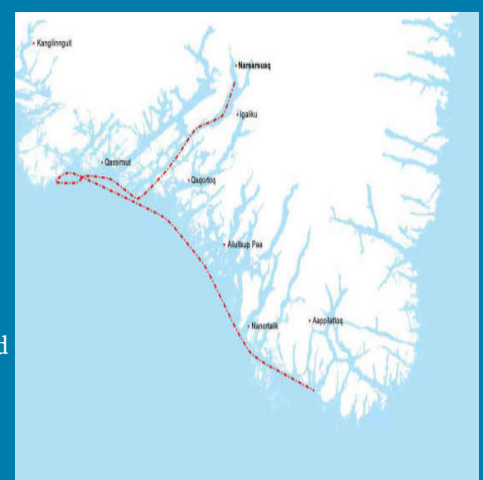 Kangilinnguit
Narsarsuaq
Igaliku
Qassimiut
Qaqortoq
Alluitsup Paa
d
Nanortalik
Aappilattoq